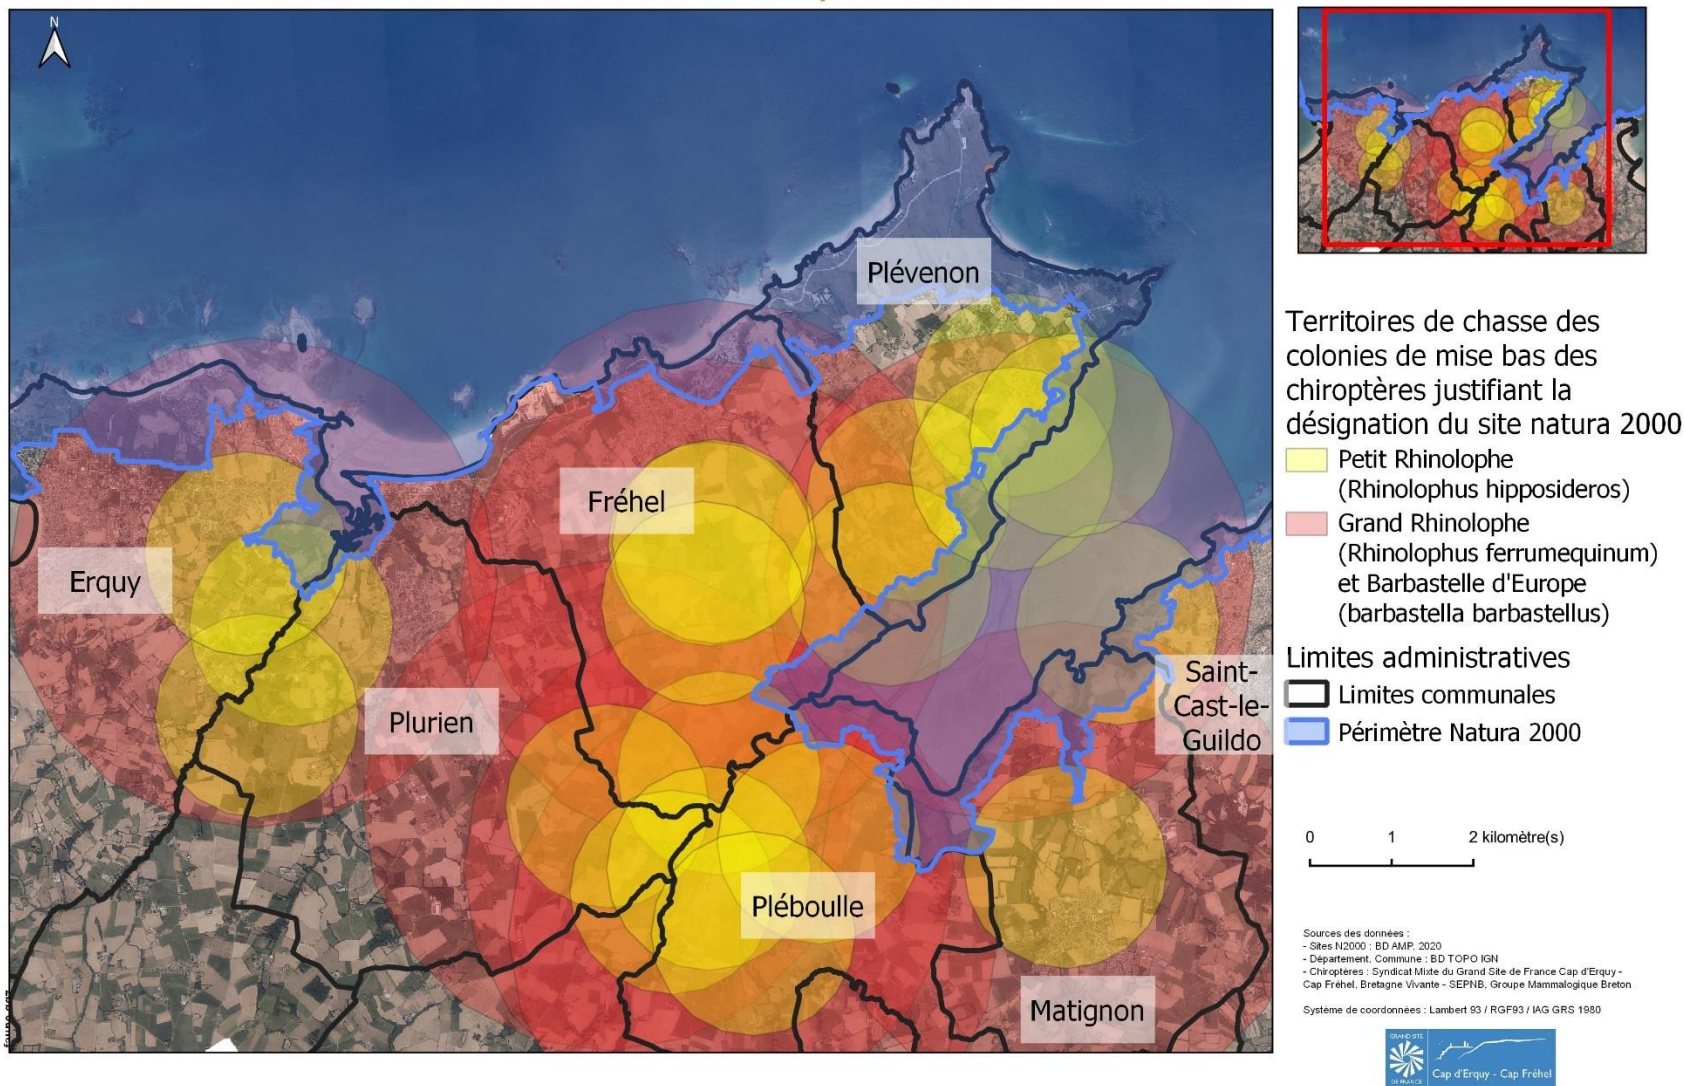 N
Plévenon
Fréhel
Erquy
Plurien
Saint-
Cast-le-
Guildo
Pléboulle
Matignon
Territoires de chasse des
colonies de mise bas des
chiroptères justifiant la
désignation du site natura 2000
Petit Rhinolophe
(Rhinolophus hipposideros)
Grand Rhinolophe
(Rhinolophus ferrumequinum)
et Barbastelle d'Europe
(barbastella barbastellus)
Limites administratives
Limites communales
Périmètre Natura 2000
0 1 2 kilomètre(s)
Sources des données :
- Sites N2000 : BD AMP, 2020
- Département, Commune : BD TOPO IGN
- Chiroptères : Syndicat Mixte du Grand Site de France Cap d'Erquy -
Cap Fréhel, Bretagne Vivante - SEPNB, Groupe Mammalogique Breton
Système de coordonnées : Lambert 93 / RGF93 / IAG GRS 1980
GRAND SITE
DE FRANCE
Cap d'Erquy - Cap Fréhel